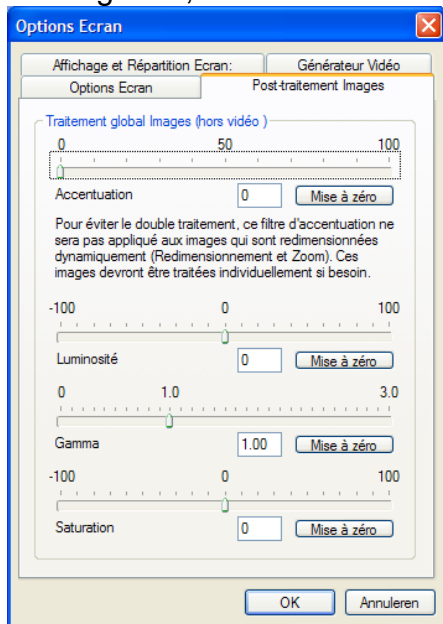 Options Ecran
Affichage et Répartition Ecran:
Générateur Vidéo
Options Ecran
Post-traitement Images
Traitement global Images (hors vidéo )
0 50 100
Accentuation 0 Mise à zéro
Pour éviter le double traitement, ce filtre d'accentuation ne
sera pas appliqué aux images qui sont redimensionnées
dynamiquement (Redimensionnement et Zoom). Ces
images devront être traitées individuellement si besoin.
-100 0 100
Luminosité 0 Mise à zéro
0 1.0 3.0
Gamma 1.00 Mise à zéro
-100 0 100
Saturation 0 Mise à zéro
OK Annuleren